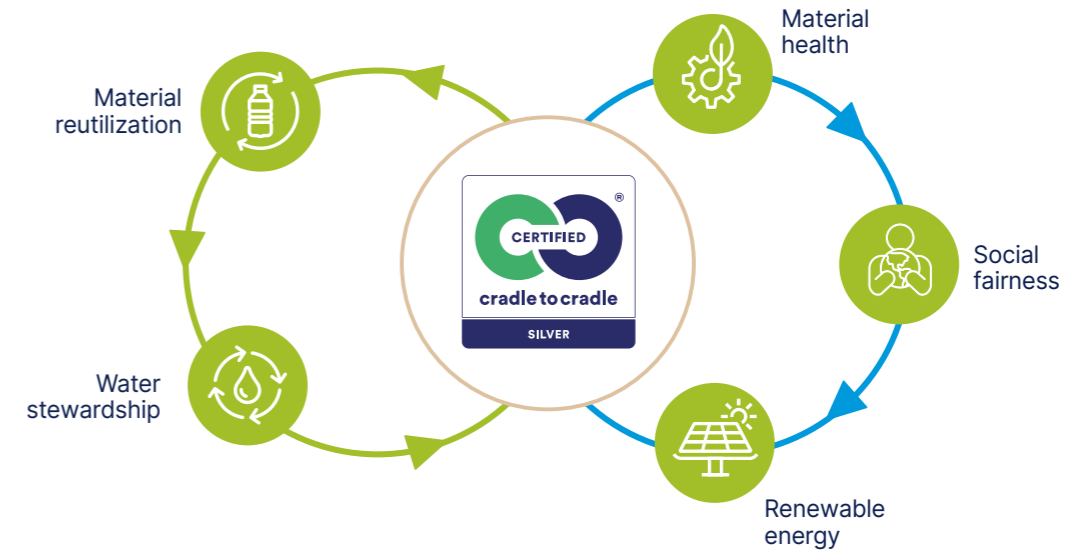 Material
health
Material
reutilization
®
CERTIFIED
cradle to cradle
SILVER
Social
fairness
Water
stewardship
Renewable
energy